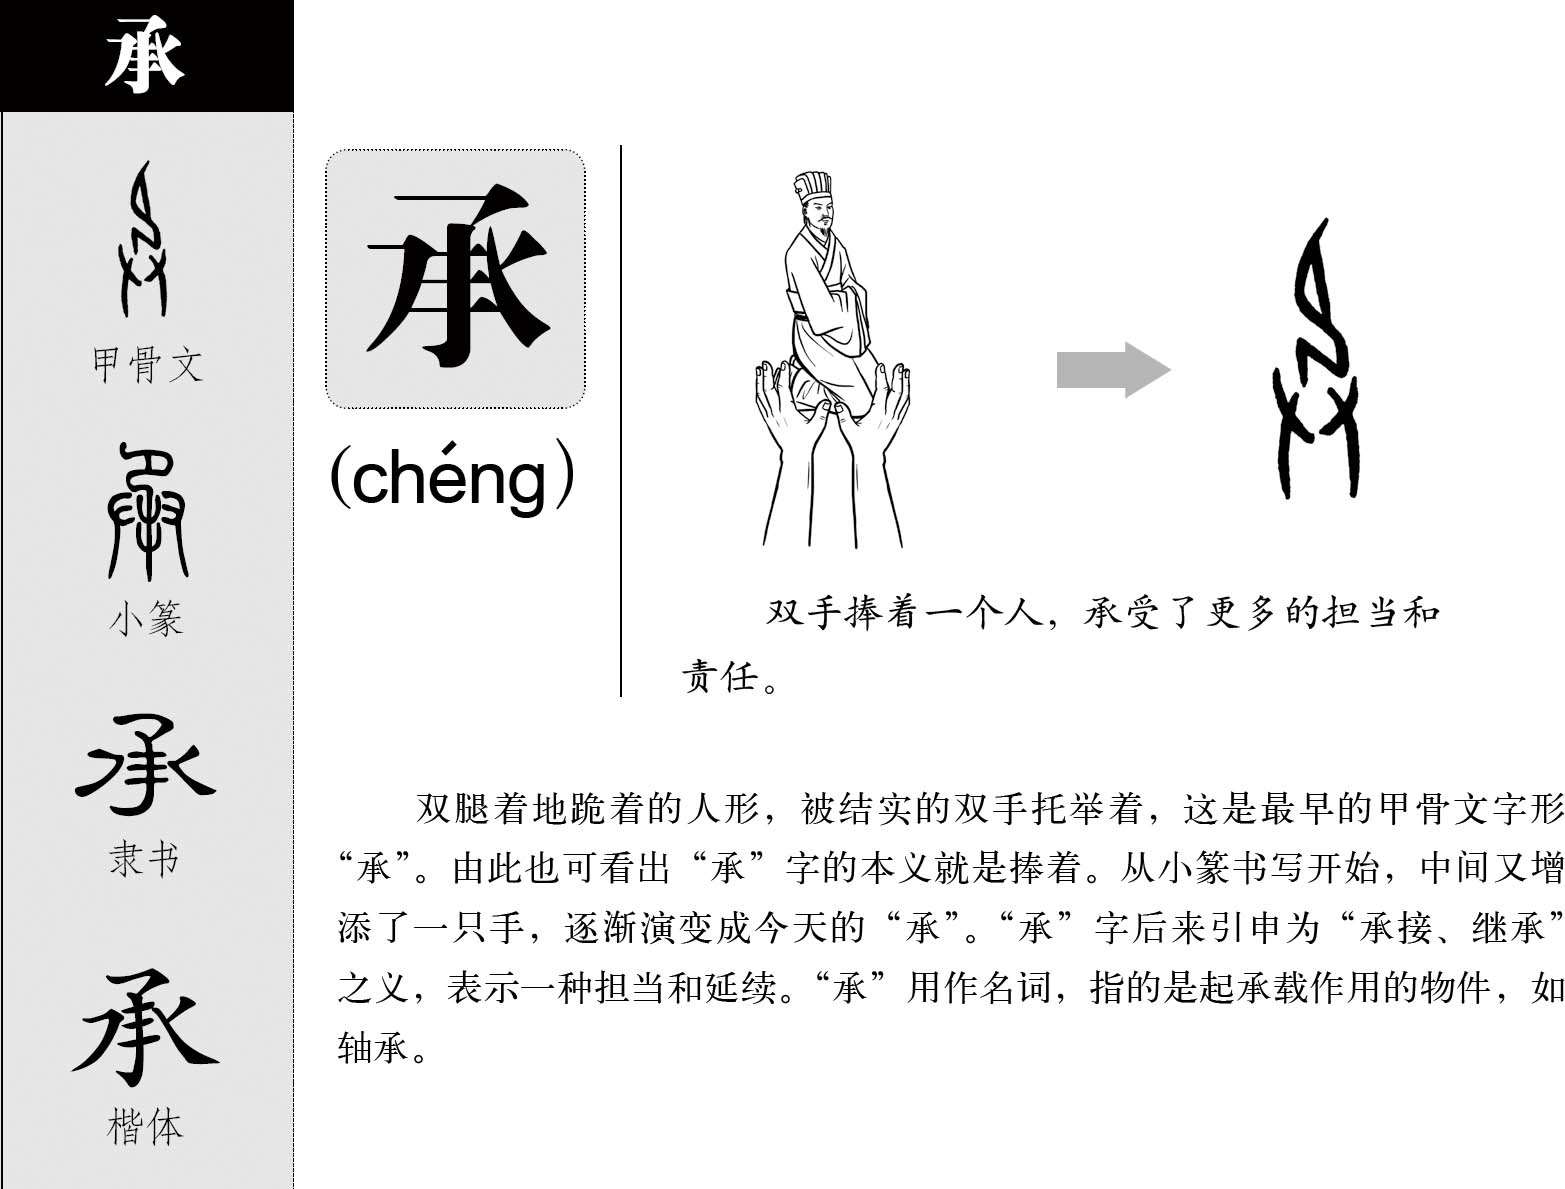 承
甲骨文
小篆
隶书
楷体
承
（chéng）
双手捧着一个人，承受了更多的担当和
责任。
双腿着地跪着的人形，被结实的双手托举着，这是最早的甲骨文字形
“承”。由此也可看出“承”字的本义就是捧着。从小篆书写开始，中间又增
添了一只手，逐渐演变成今天的“承”。“承”字后来引申为“承接、继承”
之义，表示一种担当和延续。“承”用作名词，指的是起承载作用的物件，如
轴承。